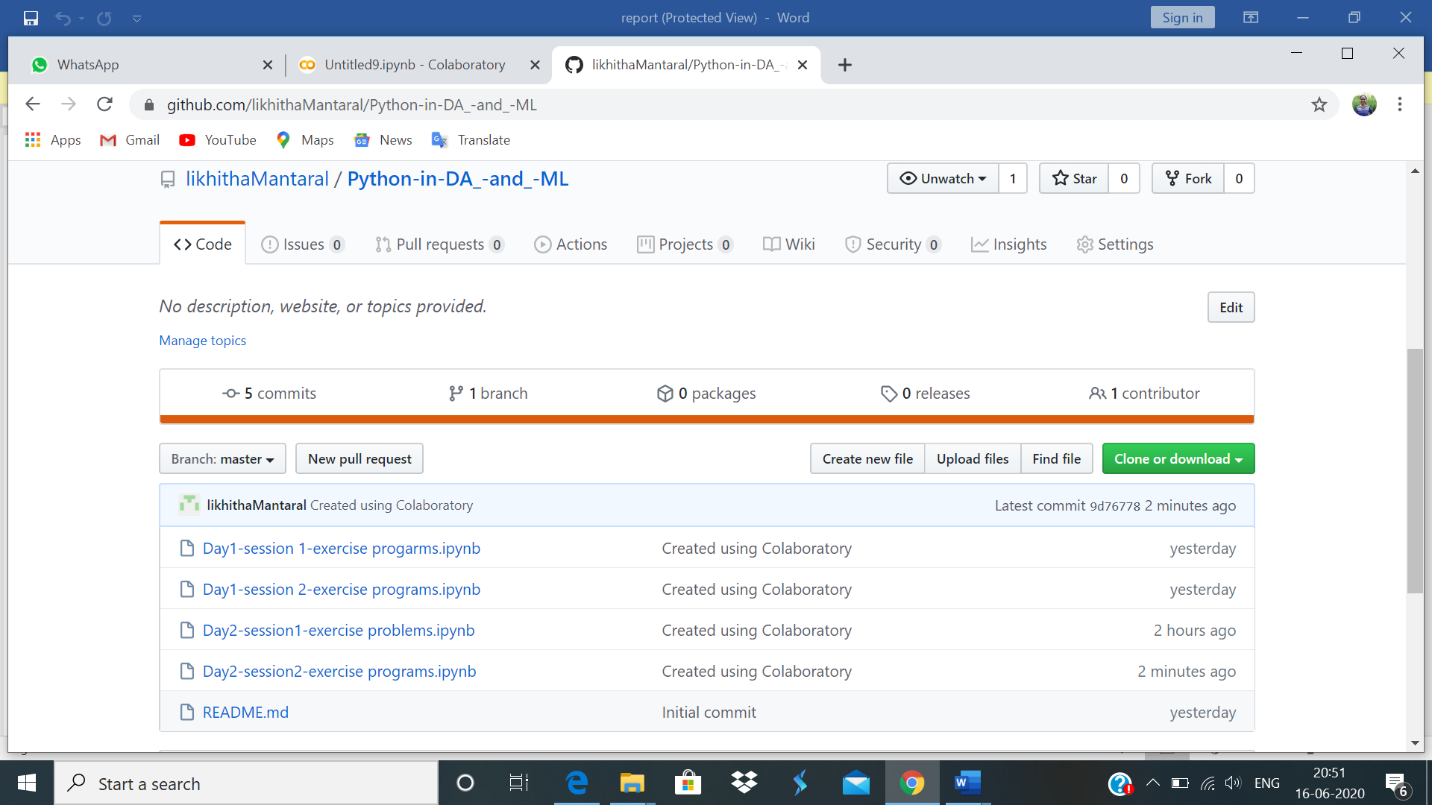 report (Protected View) - Word
Sign in
WhatsApp
Untitled9.ipynb - Colaboratory
likhithaMantaral/Python-in-DA_-
github.com/likhithaMantaral/Python-in-DA_-and_-ML
Apps
Gmail
YouTube
Maps
News
Translate
likhithaMantaral / Python-in-DA_-and_-ML
Unwatch 1
Star 0
Fork 0
Code
Issues 0
Pull requests 0
Actions
Projects 0
Wiki
Security 0
Insights
Settings
No description, website, or topics provided.
Edit
Manage topics
5 commits
1 branch
0 packages
0 releases
1 contributor
Branch: master
New pull request
Create new file
Upload files
Find file
Clone or download
likhithaMantaral Created using Colaboratory
Latest commit 9d76778 2 minutes ago
Day1-session 1-exercise progarms.ipynb Created using Colaboratory yesterday
Day1-session 2-exercise programs.ipynb Created using Colaboratory yesterday
Day2-session1-exercise problems.ipynb Created using Colaboratory 2 hours ago
Day2-session2-exercise programs.ipynb Created using Colaboratory 2 minutes ago
README.md Initial commit yesterday
Start a search
ENG
20:51
16-06-2020
6